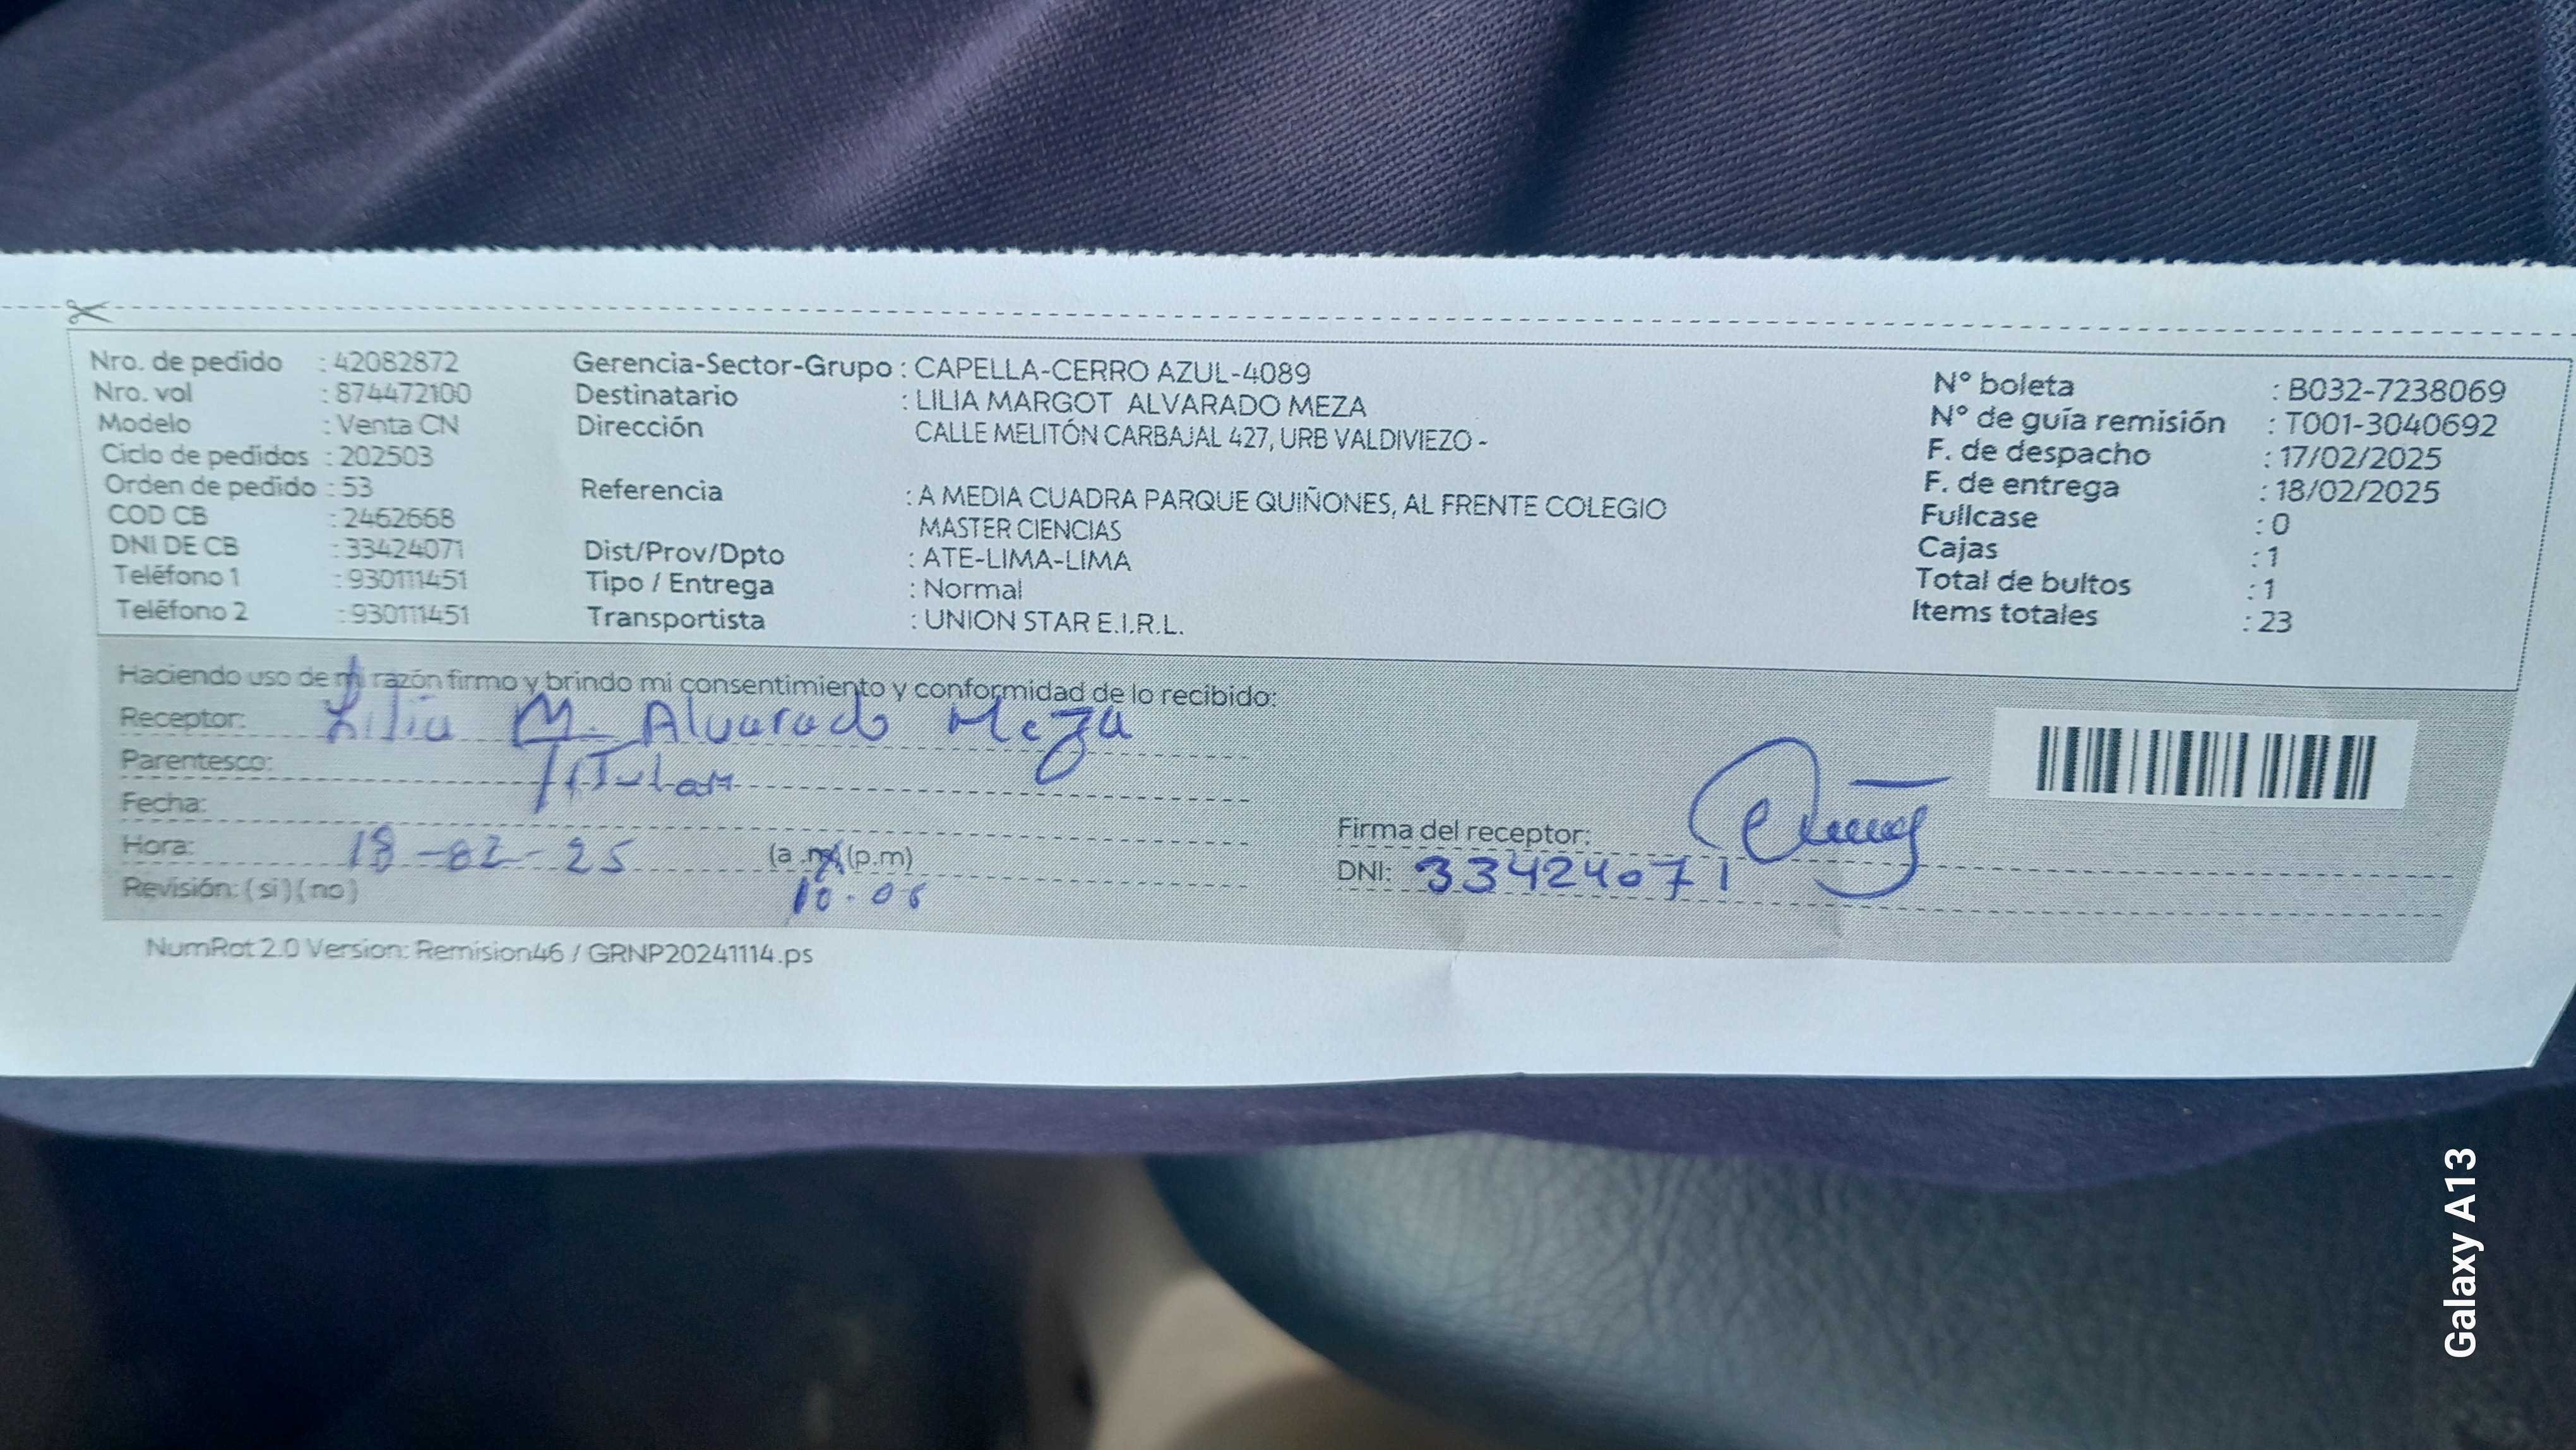 Nro. de pedido : 42082872
Nro. vol : 874472100
Modelo : Venta CN
Ciclo de pedidos : 202503
Orden de pedido : 53
COD CB : 2462668
DNI DE CB : 33424071
Teléfono 1 : 930111451
Teléfono 2 : 930111451
Gerencia-Sector-Grupo : CAPELLA-CERRO AZUL-4089
Destinatario : LILIA MARGOT ALVARADO MEZA
Dirección CALLE MELITÓN CARBAJAL 427, URB VALDIVIEZO -
Referencia : A MEDIA CUADRA PARQUE QUIÑONES, AL FRENTE COLEGIO
MASTER CIENCIAS
Dist/Prov/Dpto : ATE-LIMA-LIMA
Tipo / Entrega : Normal
Transportista : UNION STAR E.I.R.L.
N° boleta : B032-7238069
N° de guía remisión : T001-3040692
F. de despacho : 17/02/2025
F. de entrega : 18/02/2025
Fullcase : 0
Cajas : 1
Total de bultos : 1
Items totales : 23
Haciendo uso de mi razón firmo y brindo mi consentimiento y conformidad de lo recibido:
Receptor: Lilia M. Alvarado Meza
Parentesco: Titular
Fecha:
Hora: 18-02-25 (a.m) (p.m)
Revisión: (si) (no) 10.06
Firma del receptor:
DNI: 33424071
NumRot 2.0 Version: Remision46 / GRNP20241114.ps
Galaxy A13